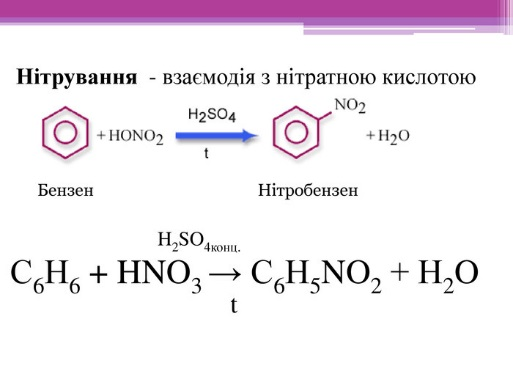 Нітрування - взаємодія з нітратною кислотою
NO₂
H₂SO₄
+ HONO₂ + H₂O
t
Бензен Нітробензен
H₂SO₄конц.
C₆H₆ + HNO₃ → C₆H₅NO₂ + H₂O
t